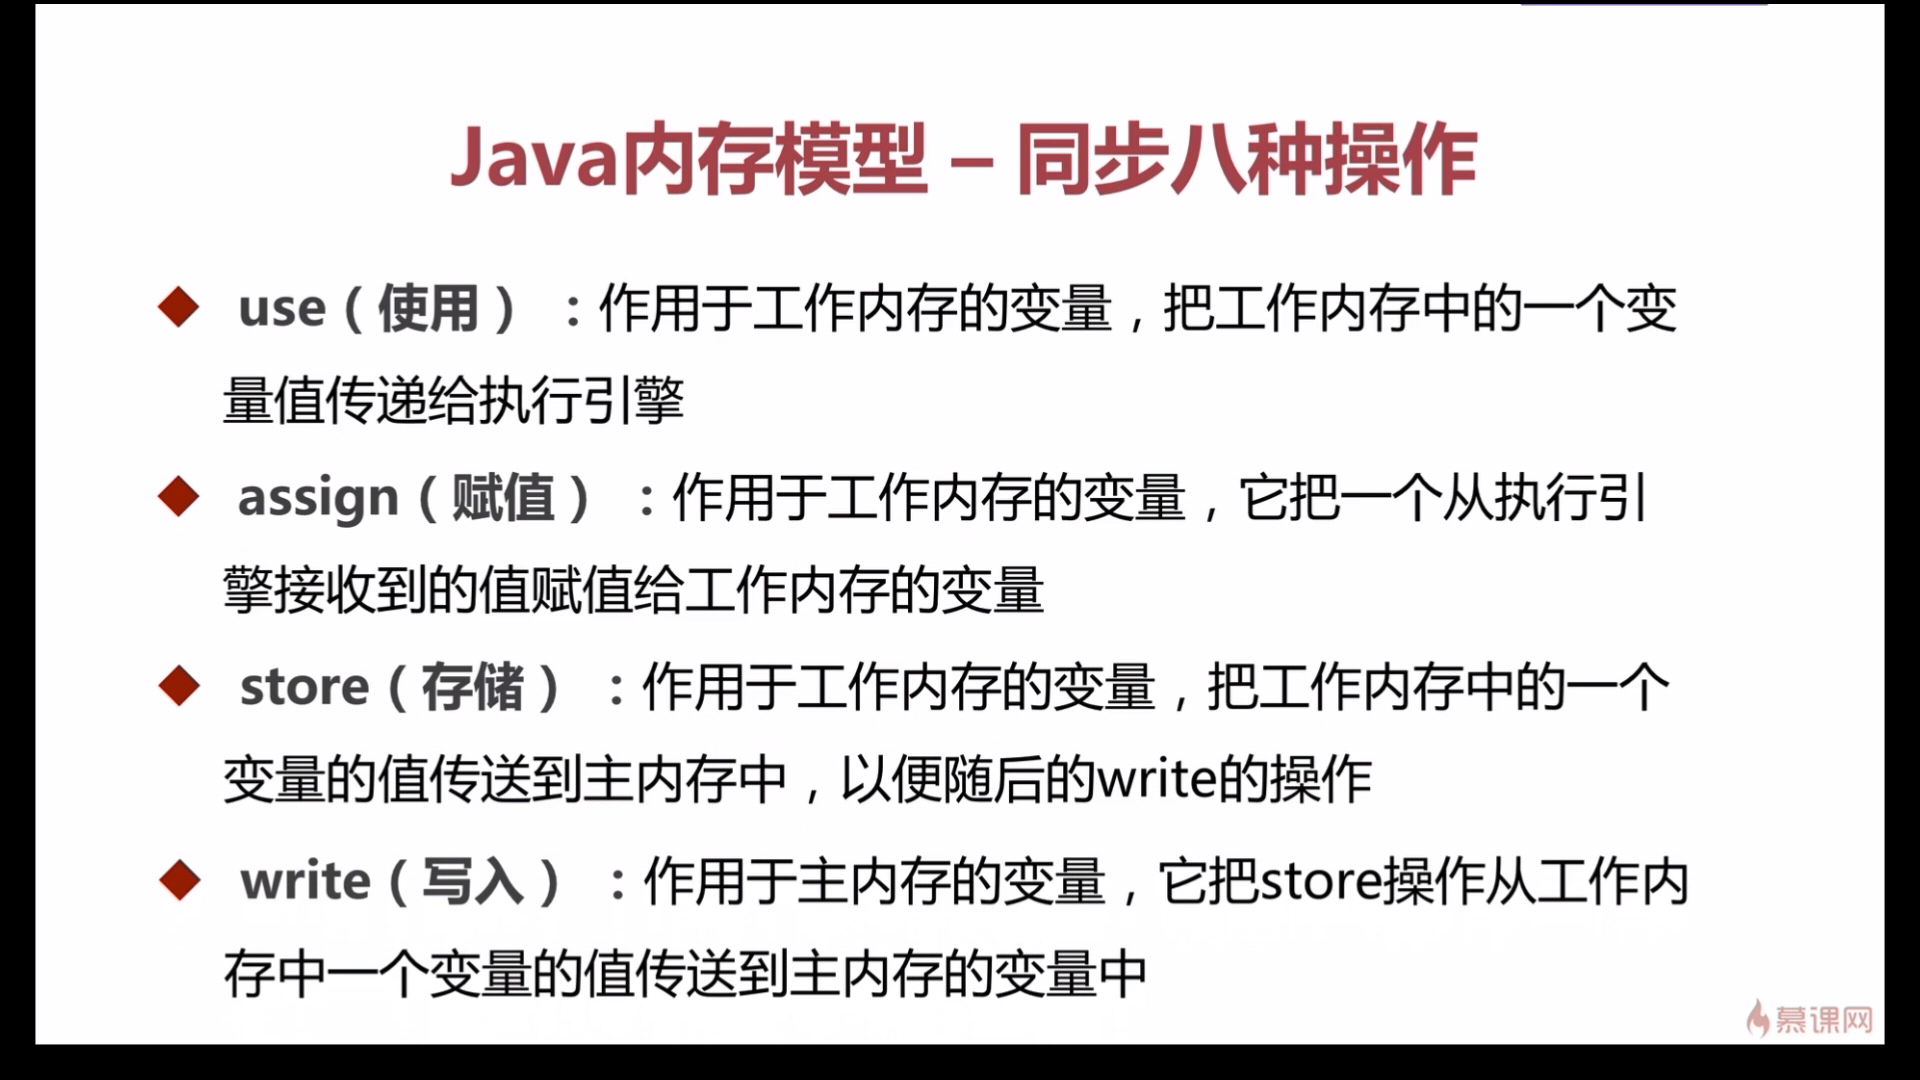 Java内存模型 – 同步八种操作
use（使用）：作用于工作内存的变量，把工作内存中的一个变
量值传递给执行引擎
assign（赋值）：作用于工作内存的变量，它把一个从执行引
擎接收到的值赋值给工作内存的变量
store（存储）：作用于工作内存的变量，把工作内存中的一个
变量的值传送到主内存中，以便随后的write的操作
write（写入）：作用于主内存的变量，它把store操作从工作内
存中一个变量的值传送到主内存的变量中
慕课网